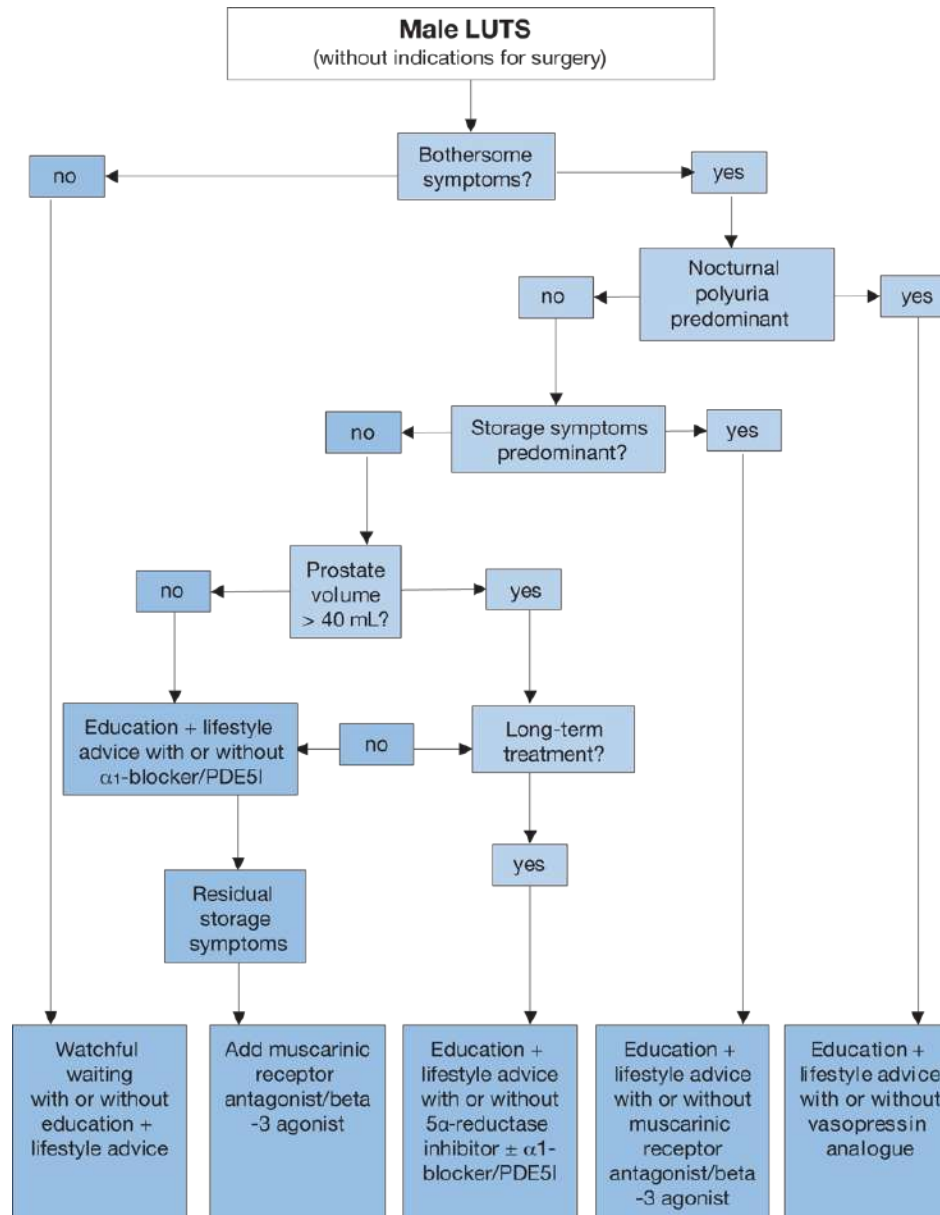 Male LUTS
(without indications for surgery)
Bothersome
symptoms?
no
yes
Nocturnal
polyuria
predominant
no
yes
Storage symptoms
predominant?
no
yes
Prostate
volume
> 40 mL?
no
yes
Education + lifestyle
advice with or without
α1-blocker/PDE5I
no
Long-term
treatment?
yes
Residual
storage
symptoms
Watchful
waiting
with or without
education +
lifestyle advice
Add muscarinic
receptor
antagonist/beta
-3 agonist
Education +
lifestyle advice
with or without
5α-reductase
inhibitor ± α1-
blocker/PDE5I
Education +
lifestyle advice
with or without
muscarinic
receptor
antagonist/beta
-3 agonist
Education +
lifestyle advice
with or without
vasopressin
analogue